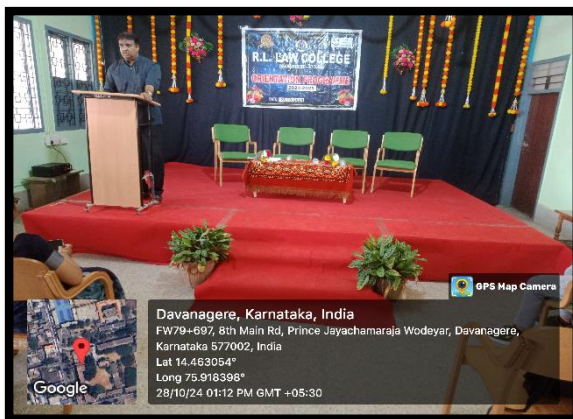 R.L. LAW COLLEGE
ORIENTATION PROGRAMME
GPS Map Camera
Davanagere, Karnataka, India
FW79+697, 8th Main Rd, Prince Jayachamaraja Wodeyar, Davanagere,
Karnataka 577002, India
Lat 14.463054°
Long 75.918398°
28/10/24 01:12 PM GMT +05:30
Google